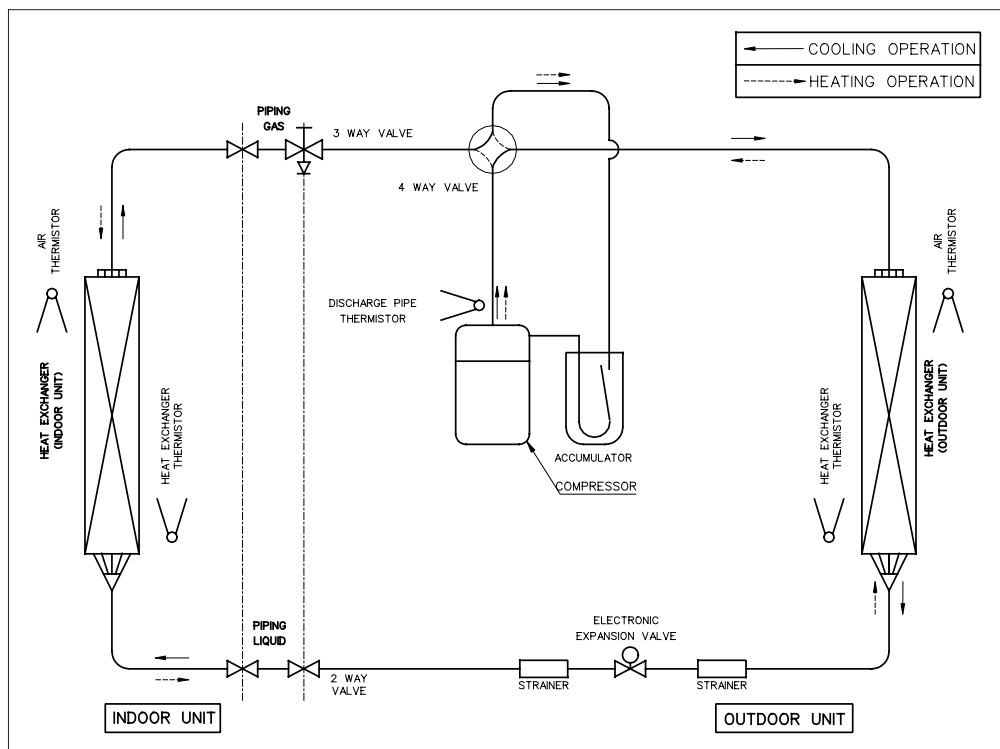 COOLING OPERATION
HEATING OPERATION
PIPING
GAS
3 WAY VALVE
4 WAY VALVE
AIR
THERMISTOR
AIR
THERMISTOR
DISCHARGE PIPE
THERMISTOR
HEAT EXCHANGER
(INDOOR UNIT)
HEAT EXCHANGER
THERMISTOR
HEAT EXCHANGER
THERMISTOR
HEAT EXCHANGER
(OUTDOOR UNIT)
ACCUMULATOR
COMPRESSOR
PIPING
LIQUID
ELECTRONIC
EXPANSION VALVE
2 WAY
VALVE
STRAINER
STRAINER
INDOOR UNIT
OUTDOOR UNIT